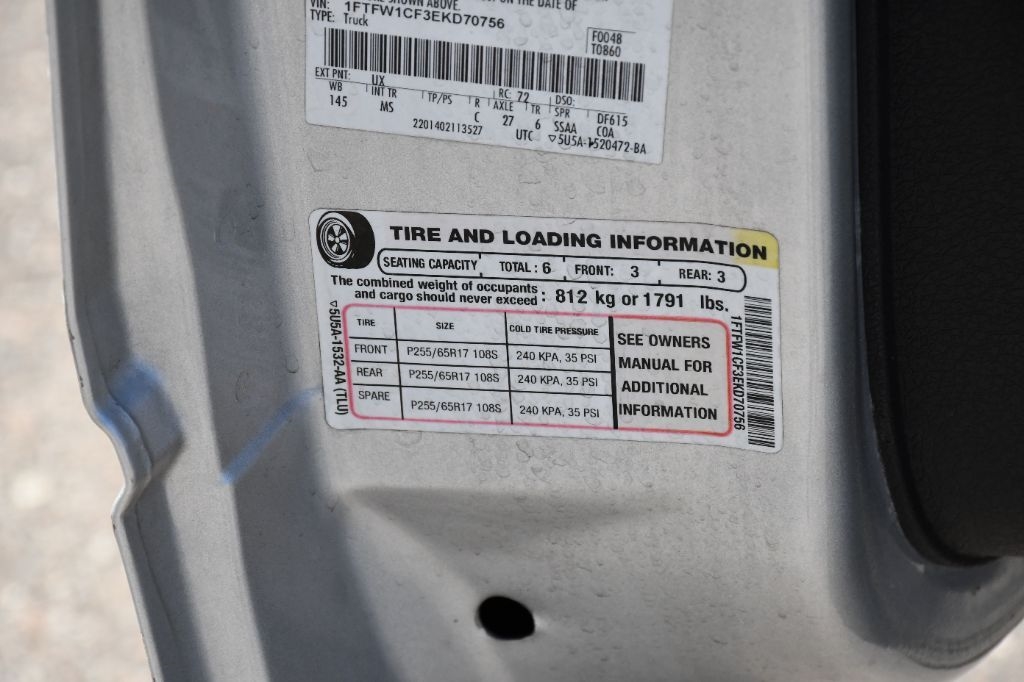 SHOWN ABOVE.
ON THE DATE OF
VIN: 1FTFW1CF3EKD70756
TYPE: Truck
F0048
T0860
EXT PNT: UX RC: 72 DSO:
WB INT TR TP/PS R AXLE TR SPR DF615
145 MS C 27 6 SSAA COA
2201402113527 UTC ▽5U5A-1520472-BA
TIRE AND LOADING INFORMATION
SEATING CAPACITY TOTAL: 6 FRONT: 3 REAR: 3
The combined weight of occupants
and cargo should never exceed : 812 kg or 1791 lbs.
TIRE SIZE COLD TIRE PRESSURE
FRONT P255/65R17 108S 240 KPA, 35 PSI
REAR P255/65R17 108S 240 KPA, 35 PSI
SPARE P255/65R17 108S 240 KPA, 35 PSI
SEE OWNERS
MANUAL FOR
ADDITIONAL
INFORMATION
▽5U5A-1532-AA (TLU)
1FTFW1CF3EKD70756